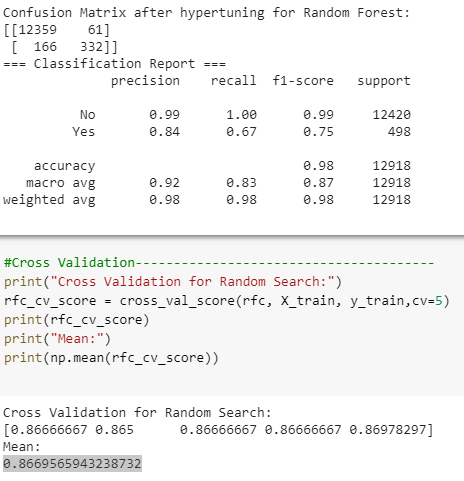 Confusion Matrix after hypertuning for Random Forest:
[[12359    61]
 [  166   332]]
=== Classification Report ===
              precision    recall  f1-score   support

          No       0.99      1.00      0.99     12420
         Yes       0.84      0.67      0.75       498

    accuracy                           0.98     12918
   macro avg       0.92      0.83      0.87     12918
weighted avg       0.98      0.98      0.98     12918

#Cross Validation--------------------------------------
print("Cross Validation for Random Search:")
rfc_cv_score = cross_val_score(rfc, X_train, y_train,cv=5)
print(rfc_cv_score)
print("Mean:")
print(np.mean(rfc_cv_score))

Cross Validation for Random Search:
[0.86666667 0.865      0.86666667 0.86666667 0.86978297]
Mean:
0.8669565943238732